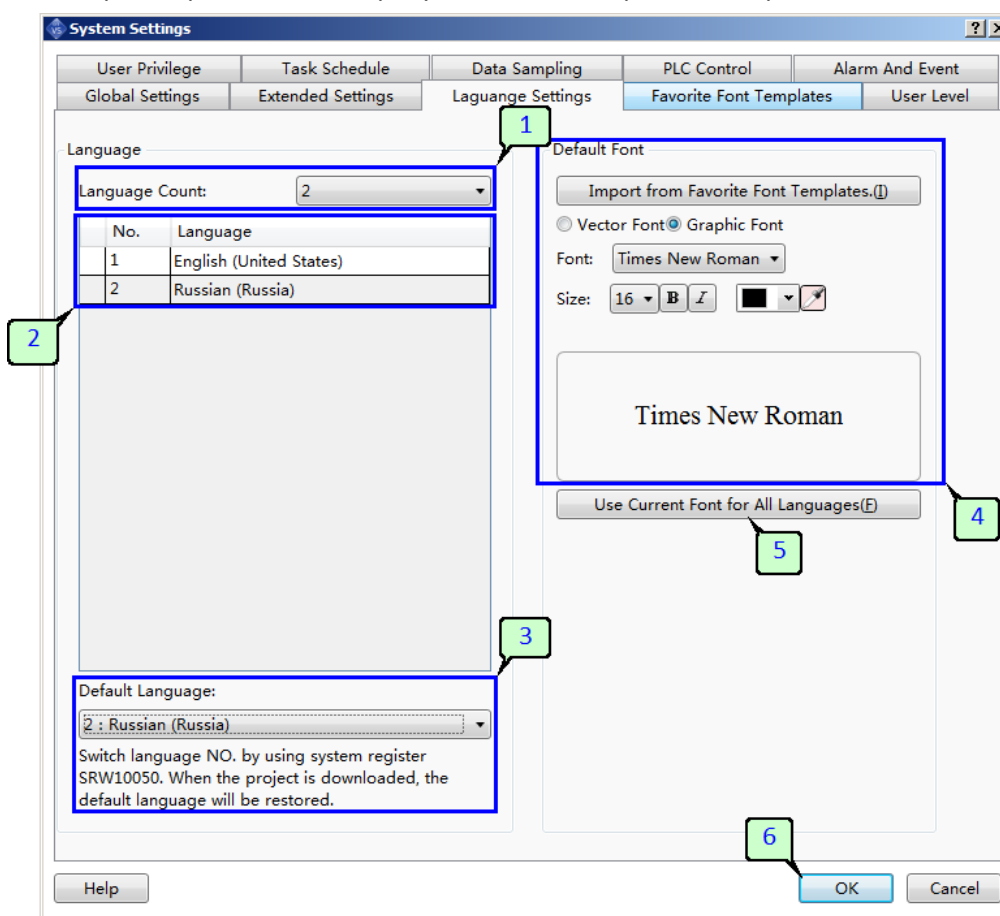 System Settings
User Privilege Task Schedule Data Sampling PLC Control Alarm And Event
Global Settings Extended Settings Laguange Settings Favorite Font Templates User Level
1
Language
Language Count: 2
No. Language
1 English (United States)
2 Russian (Russia)
2
3
Default Language:
2 : Russian (Russia)
Switch language NO. by using system register
SRW10050. When the project is downloaded, the
default language will be restored.
Default Font
Import from Favorite Font Templates.(I)
Vector Font Graphic Font
Font: Times New Roman
Size: 16 B I
Times New Roman
4
Use Current Font for All Languages(F)
5
6
Help OK Cancel